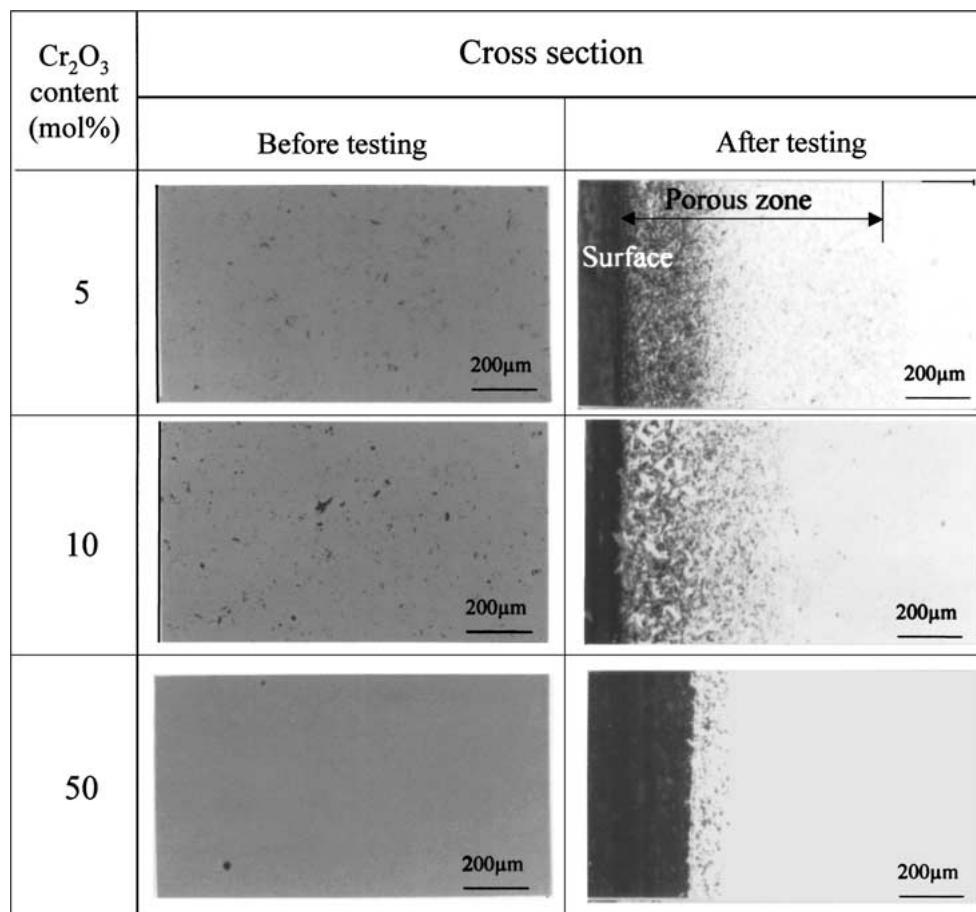 Cr₂O₃
content
(mol%)
Cross section
Before testing
After testing
5
200µm
Porous zone
Surface
200µm
10
200µm
200µm
50
200µm
200µm